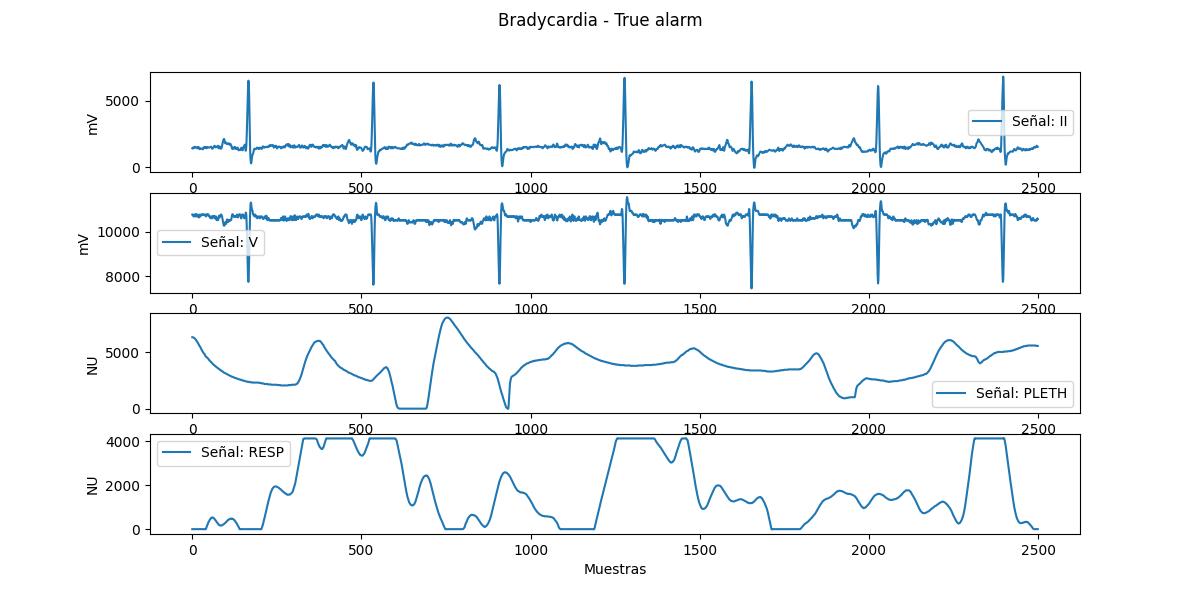 Bradycardia - True alarm
mV
5000
0
Señal: II
0 500 1000 1500 2000 2500
mV
10000
8000
Señal: V
0 500 1000 1500 2000 2500
NU
5000
0
Señal: PLETH
0 500 1000 1500 2000 2500
NU
4000
2000
0
Señal: RESP
0 500 1000 1500 2000 2500
Muestras